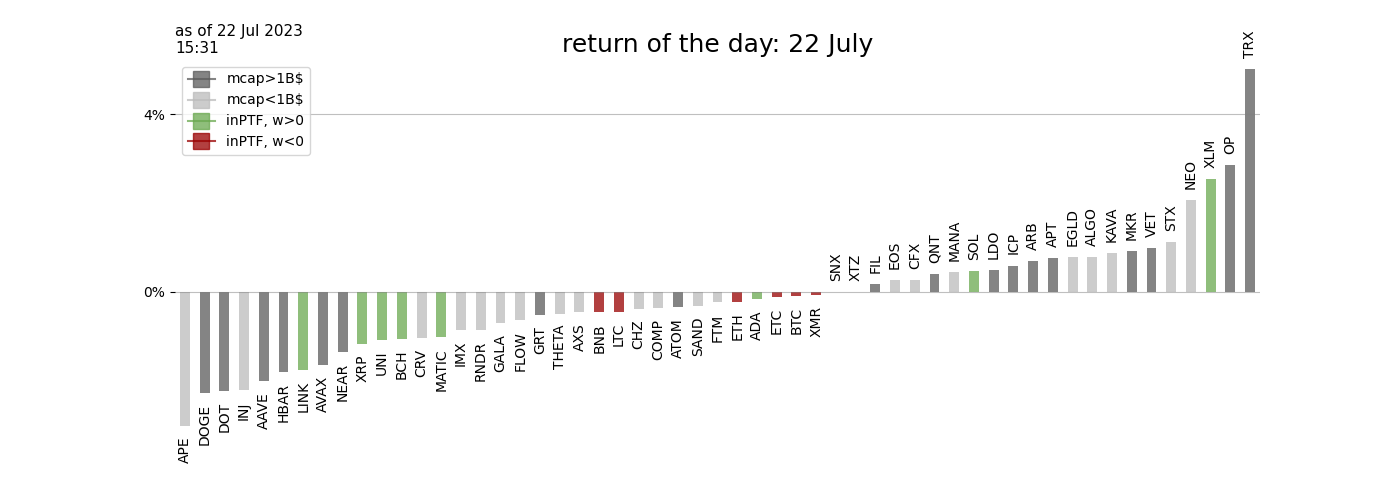 as of 22 Jul 2023
15:31
return of the day: 22 July
mcap>1B$
mcap<1B$
inPTF, w>0
inPTF, w<0
4%
0%
APE
DOGE
DOT
INJ
AAVE
HBAR
LINK
AVAX
NEAR
XRP
UNI
BCH
CRV
MATIC
IMX
RNDR
GALA
FLOW
GRT
THETA
AXS
BNB
LTC
CHZ
COMP
ATOM
SAND
FTM
ETH
ADA
ETC
BTC
XMR
SNX
XTZ
FIL
EOS
CFX
QNT
MANA
SOL
LDO
ICP
ARB
APT
EGLD
ALGO
KAVA
MKR
VET
STX
NEO
XLM
OP
TRX